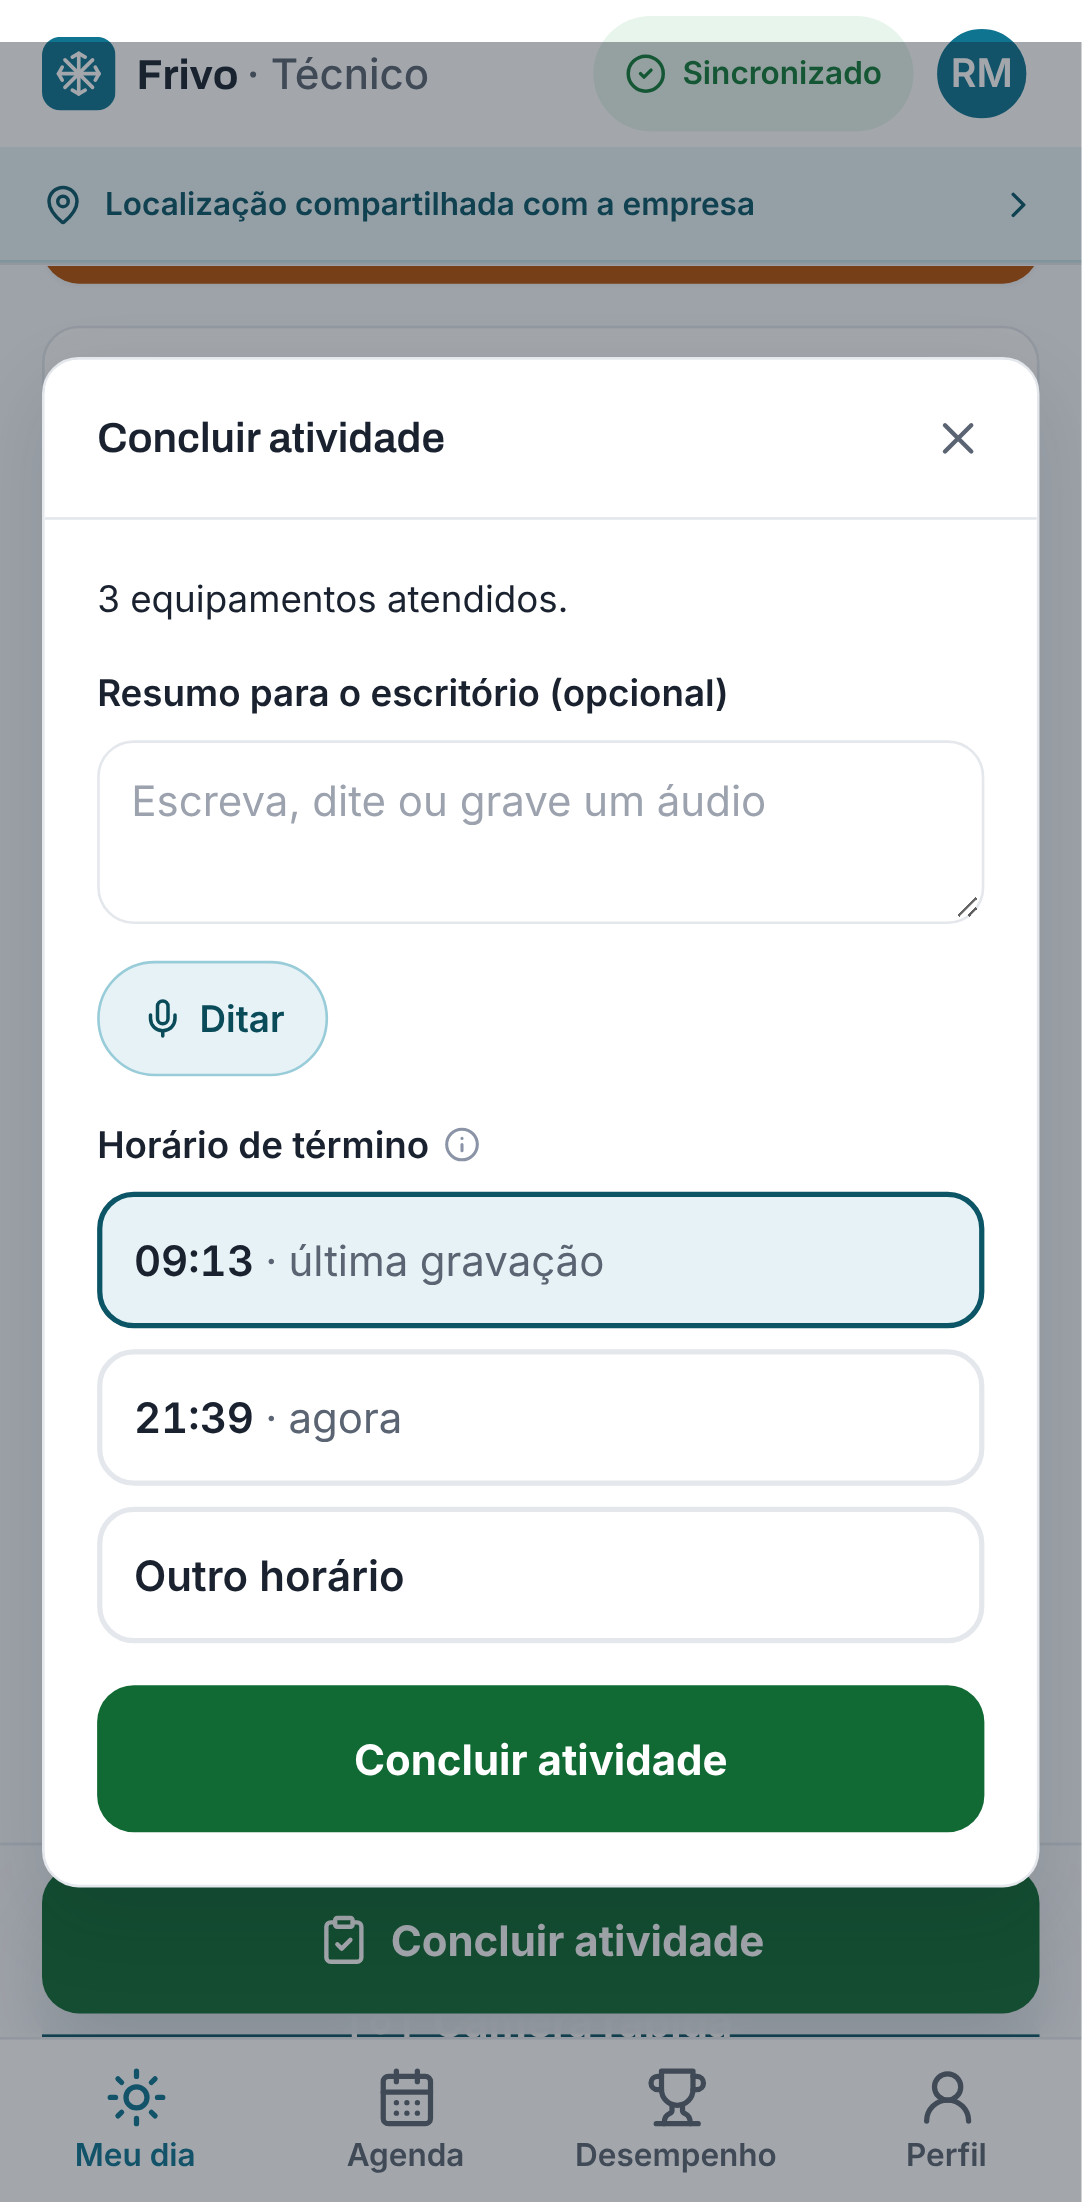 Frivo · Técnico
Sincronizado
RM
Localização compartilhada com a empresa
Concluir atividade
3 equipamentos atendidos.
Resumo para o escritório (opcional)
Escreva, dite ou grave um áudio
Ditar
Horário de término
09:13 · última gravação
21:39 · agora
Outro horário
Concluir atividade
Concluir atividade
Meu dia
Agenda
Desempenho
Perfil